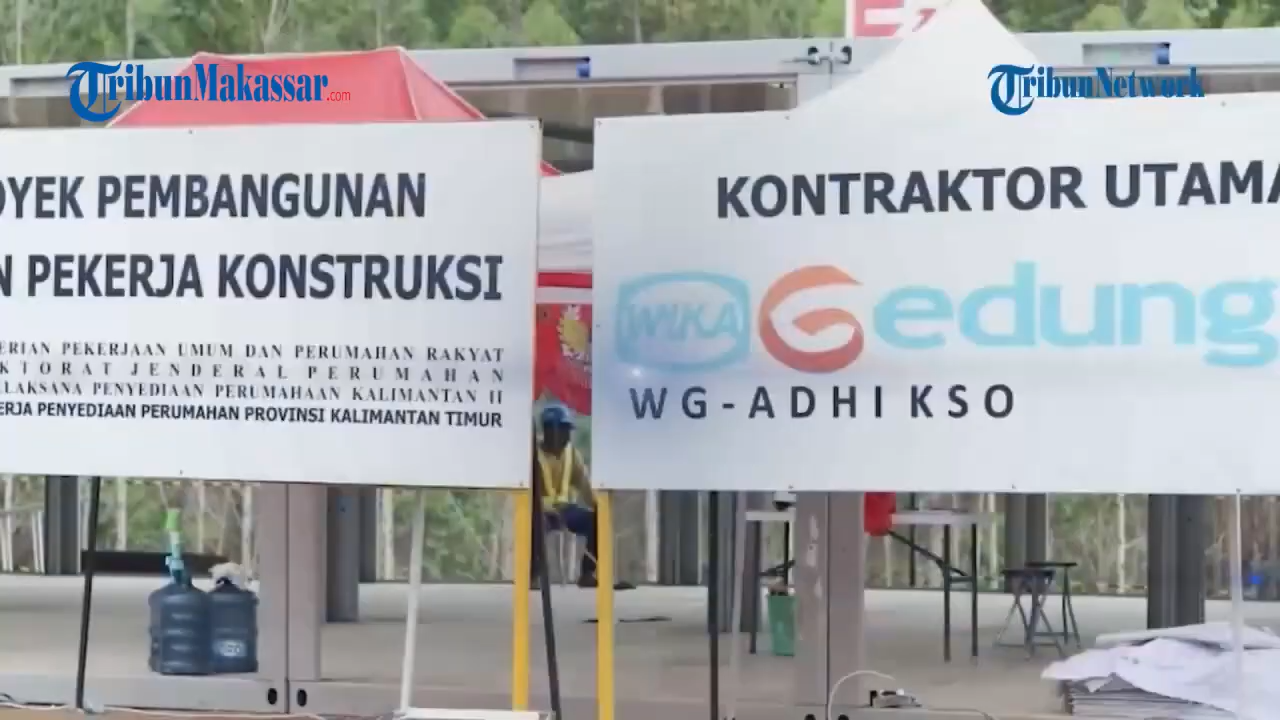 TribunMakassar.com
TribunNetwork
OYEK PEMBANGUNAN
N PEKERJA KONSTRUKSI
ERIAN PEKERJAAN UMUM DAN PERUMAHAN RAKYAT
KTORAT JENDERAL PERUMAHAN
LAKSANA PENYEDIAAN PERUMAHAAN KALIMANTAN II
ERJA PENYEDIAAN PERUMAHAN PROVINSI KALIMANTAN TIMUR
KONTRAKTOR UTAMA
WIKA Gedung
WG-ADHI KSO